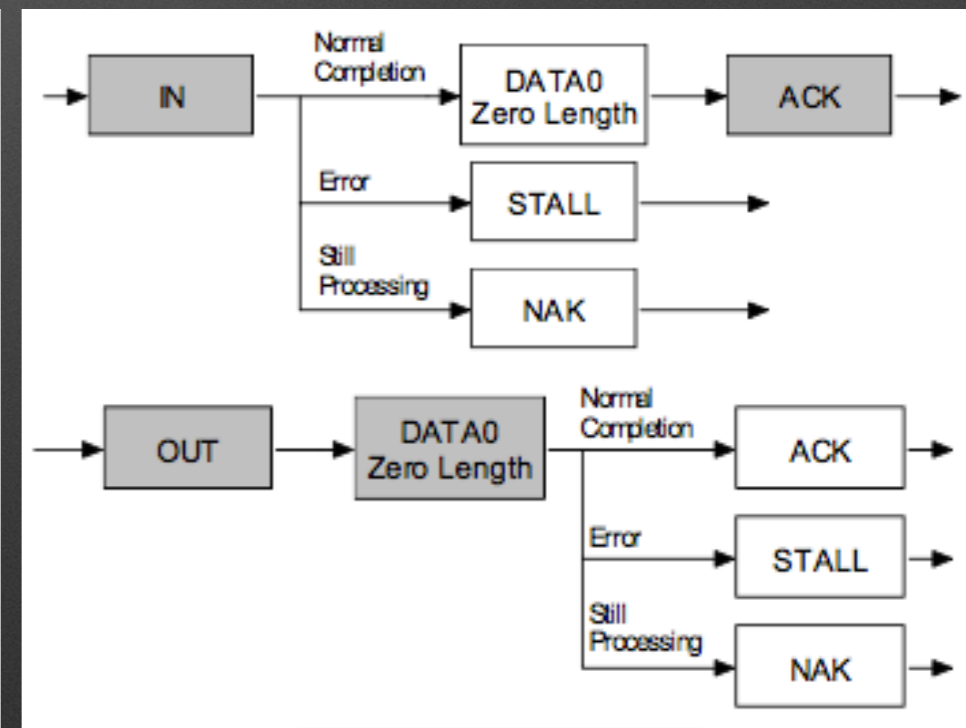 Normal
Completion
IN
DATA0
Zero Length
ACK
Error
STALL
Still
Processing
NAK
OUT
DATA0
Zero Length
Normal
Completion
ACK
Error
STALL
Still
Processing
NAK